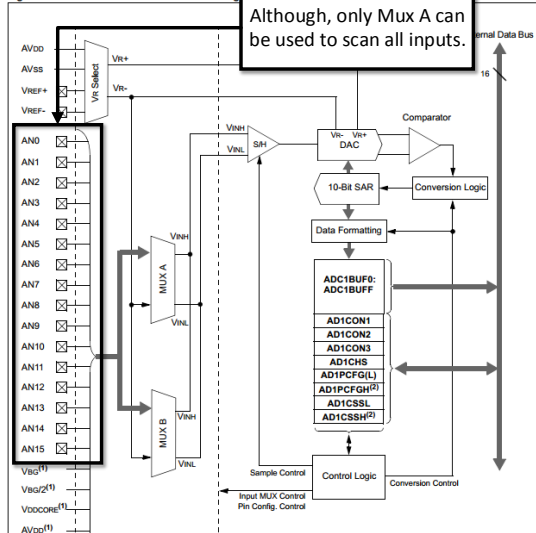 Although, only Mux A can
be used to scan all inputs.
Data Bus
16
AVDD
AVSS
VREF+
VREF-
VR Select
VR+
VR-
AN0
AN1
AN2
AN3
AN4
AN5
AN6
AN7
AN8
AN9
AN10
AN11
AN12
AN13
AN14
AN15
VBG(1)
VBG/2(1)
VDDCORE(1)
AVDD(1)
VINH
VINL
S/H
VR- VR+
DAC
Comparator
10-Bit SAR
Conversion Logic
Data Formatting
VINH
MUX A
VINL
ADC1BUF0:
ADC1BUFF
AD1CON1
AD1CON2
AD1CON3
AD1CHS
AD1PCFG(L)
AD1PCFGH(2)
AD1CSSL
AD1CSSH(2)
MUX B
VINH
VINL
Sample Control
Control Logic
Conversion Control
Input MUX Control
Pin Config. Control